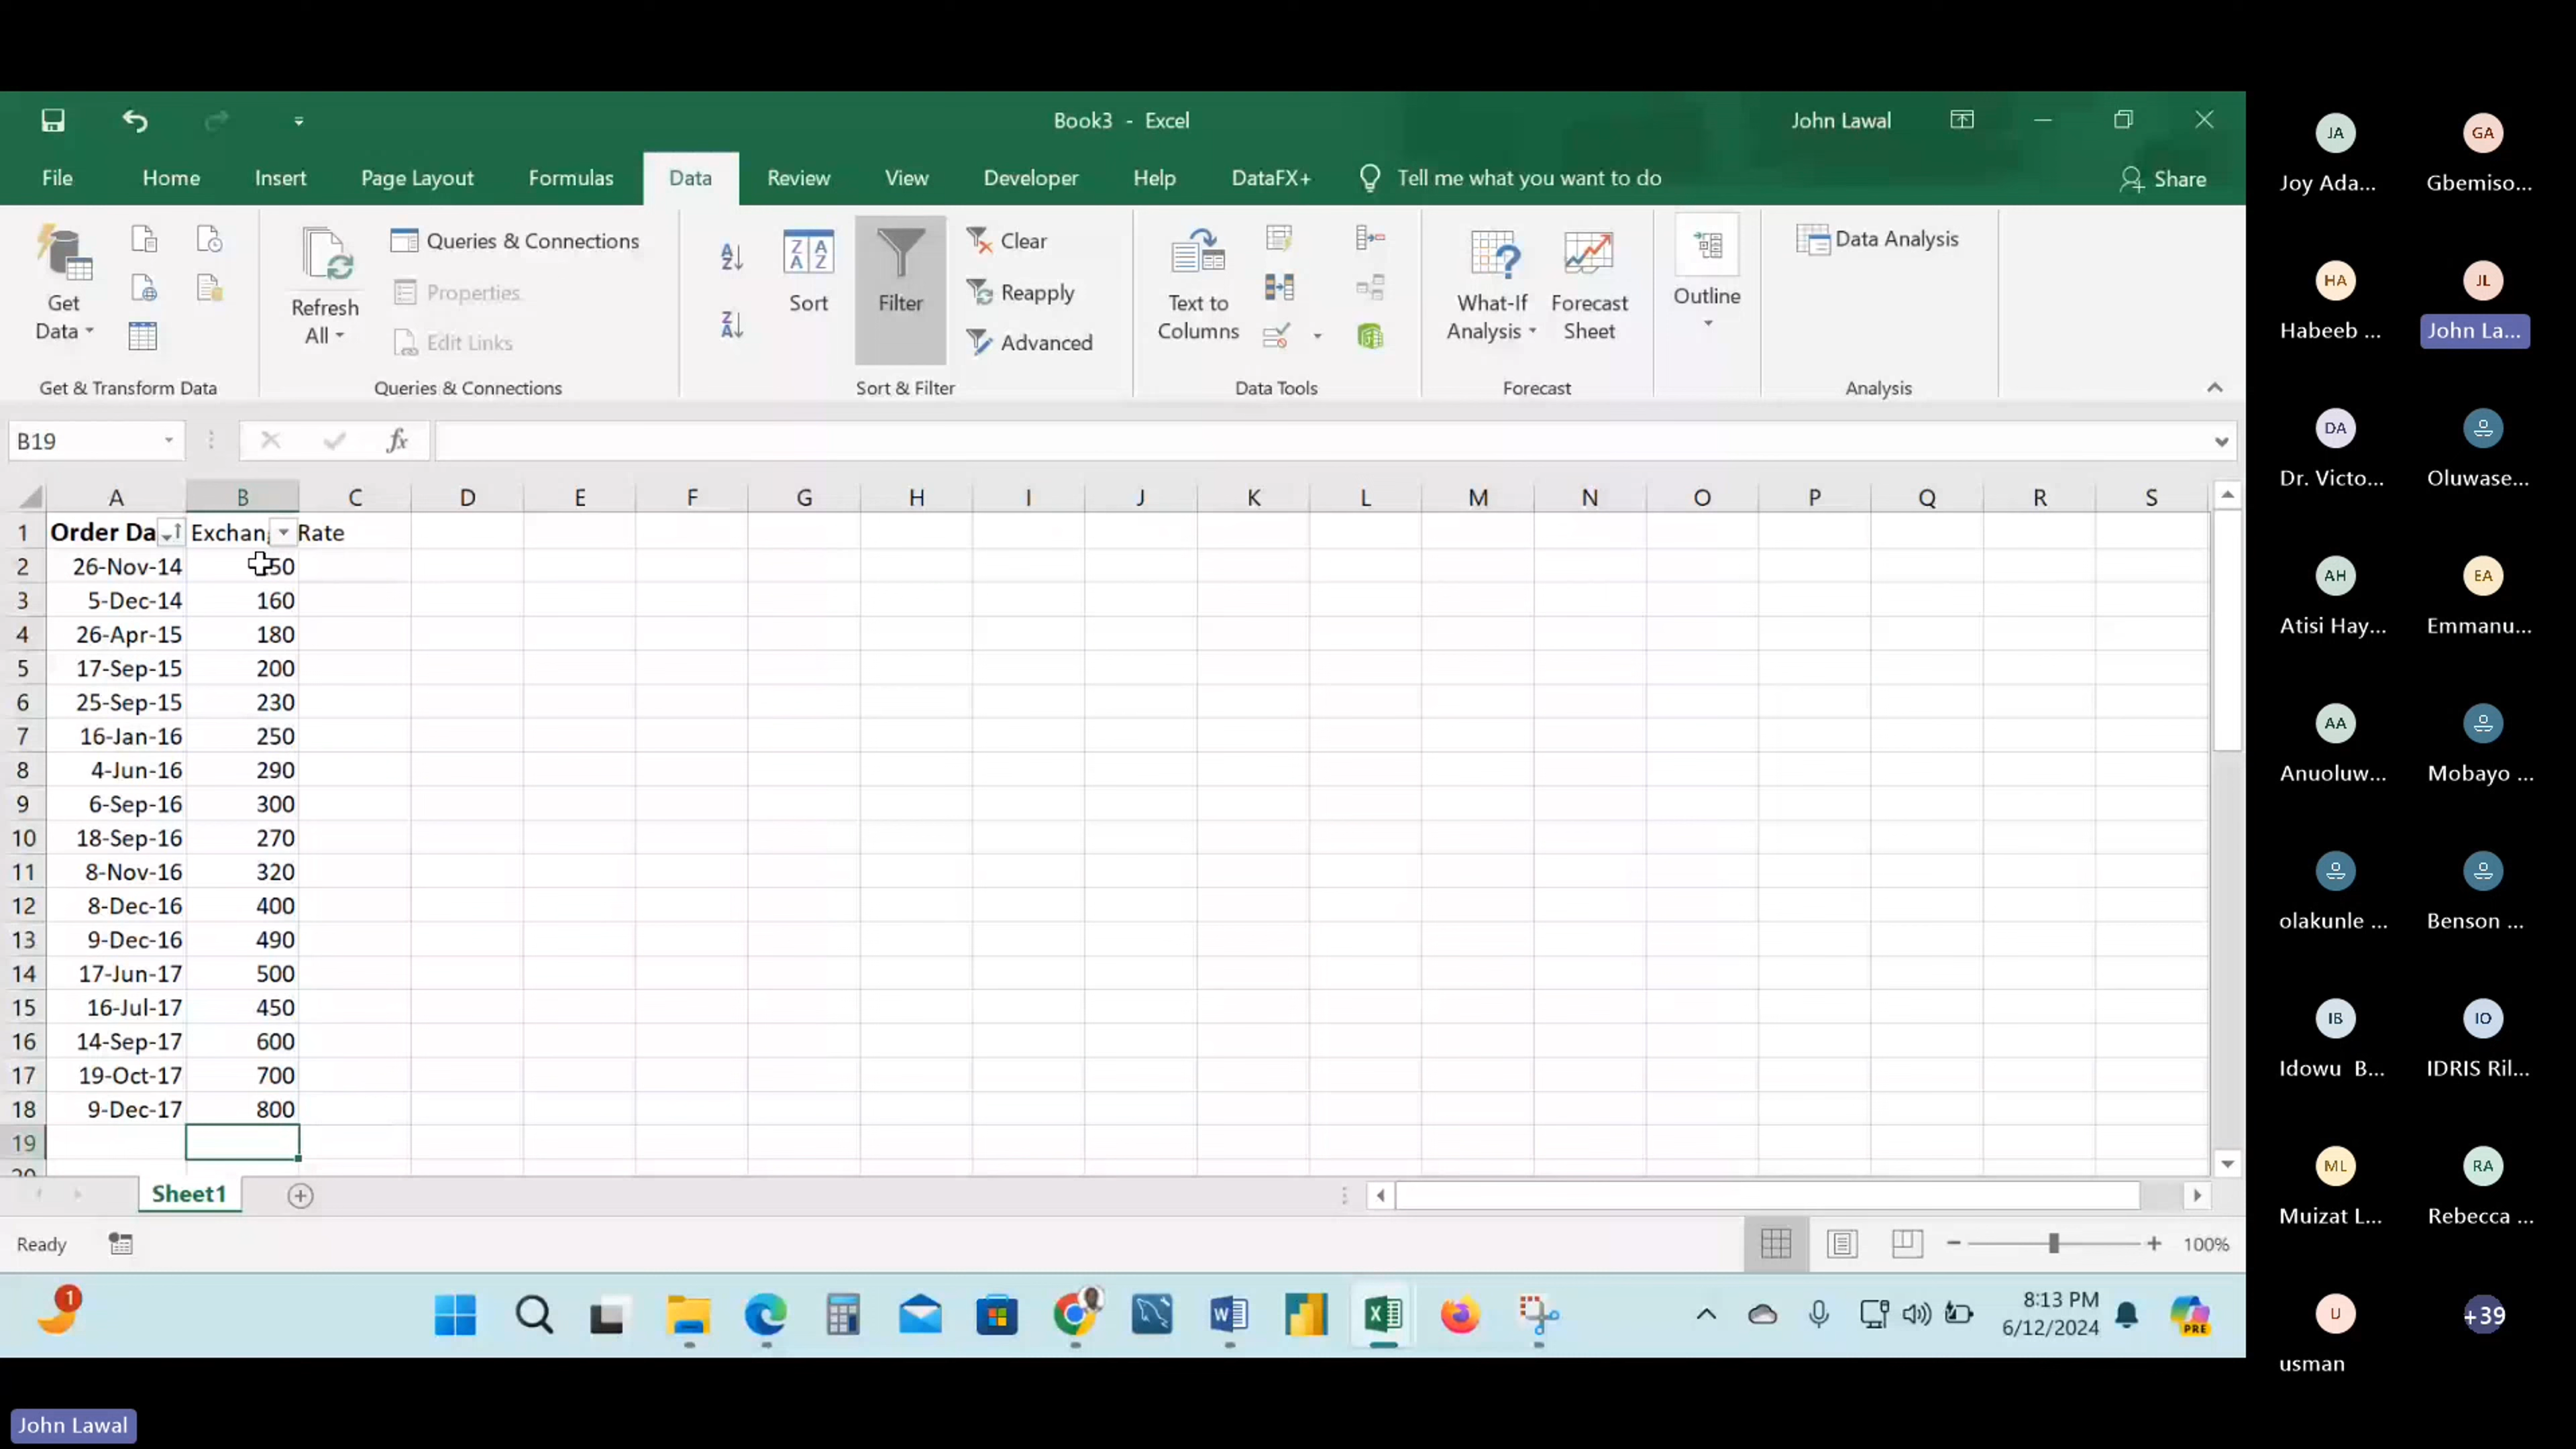 Book3 - Excel
John Lawal
File Home Insert Page Layout Formulas Data Review View Developer Help DataFX+ Tell me what you want to do Share
Get Data
Refresh All
Queries & Connections
Properties
Edit Links
Sort
Filter
Clear
Reapply
Advanced
Text to Columns
What-If Analysis
Forecast Sheet
Outline
Data Analysis
Get & Transform Data Queries & Connections Sort & Filter Data Tools Forecast Analysis
B19 fx
A B C D E F G H I J K L M N O P Q R S
1 Order Da Exchan Rate
2 26-Nov-14 50
3 5-Dec-14 160
4 26-Apr-15 180
5 17-Sep-15 200
6 25-Sep-15 230
7 16-Jan-16 250
8 4-Jun-16 290
9 6-Sep-16 300
10 18-Sep-16 270
11 8-Nov-16 320
12 8-Dec-16 400
13 9-Dec-16 490
14 17-Jun-17 500
15 16-Jul-17 450
16 14-Sep-17 600
17 19-Oct-17 700
18 9-Dec-17 800
19
Sheet1
Ready 100%
1
8:13 PM
6/12/2024
PRE
John Lawal
JA GA
Joy Ada... Gbemiso...
HA JL
Habeeb ... John La...
DA
Dr. Victo... Oluwase...
AH EA
Atisi Hay... Emmanu...
AA
Anuoluw... Mobayo ...
olakunle ... Benson ...
IB IO
Idowu B... IDRIS Ril...
ML RA
Muizat L... Rebecca ...
U +39
usman